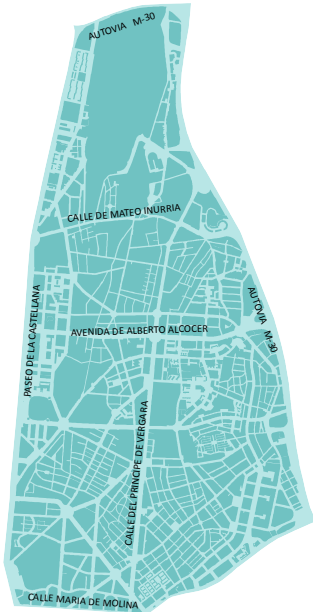 AUTOVIA M-30
CALLE DE MATEO INURRIA
PASEO DE LA CASTELLANA
AUTOVIA M-30
AVENIDA DE ALBERTO ALCOCER
CALLE DEL PRINCIPE DE VERGARA
CALLE MARIA DE MOLINA